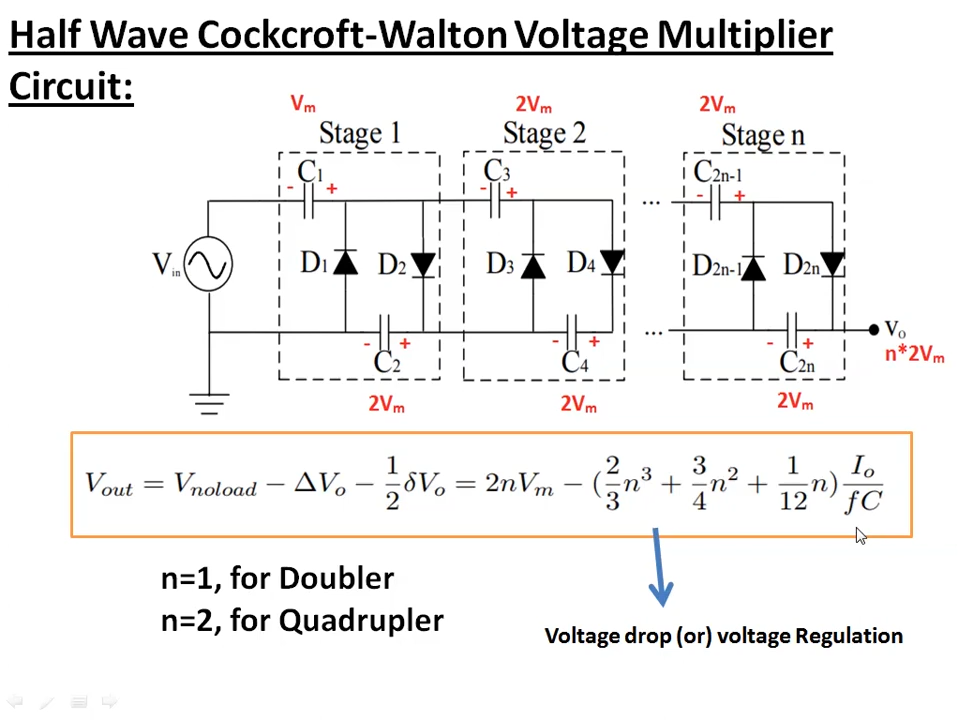 Half Wave Cockcroft-Walton Voltage Multiplier
Circuit:
Vm 2Vm 2Vm
Stage 1 Stage 2 Stage n
C1 C3 C2n-1
- + - + ... - +
Vin D1 D2 D3 D4 D2n-1 D2n
- + - + ... - + Vo
C2 C4 C2n n*2Vm
2Vm 2Vm 2Vm
Vout = Vnoload − ΔVo − 1/2 δVo = 2nVm − (2/3 n³ + 3/4 n² + 1/12 n) Io/fC
n=1, for Doubler
n=2, for Quadrupler
Voltage drop (or) voltage Regulation